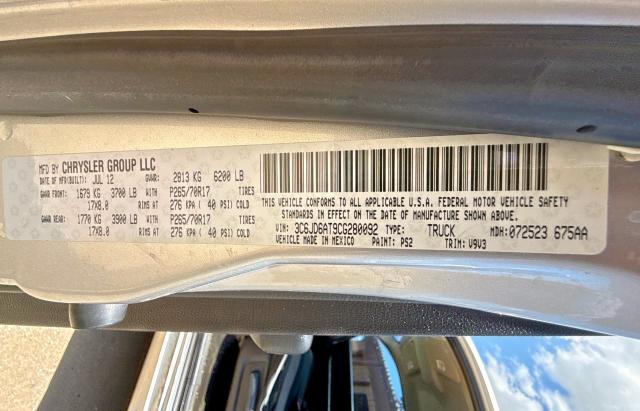 MFD BY CHRYSLER GROUP LLC
DATE OF MFR(BUILT): JUL 12 GVWR: 2813 KG 6200 LB
GAWR FRONT: 1679 KG 3700 LB WITH P265/70R17 TIRES
17X8.0 RIMS AT 276 KPA ( 40 PSI) COLD
GAWR REAR: 1770 KG 3900 LB WITH P265/70R17 TIRES
17X8.0 RIMS AT 276 KPA ( 40 PSI) COLD
THIS VEHICLE CONFORMS TO ALL APPLICABLE U.S.A. FEDERAL MOTOR VEHICLE SAFETY
STANDARDS IN EFFECT ON THE DATE OF MANUFACTURE SHOWN ABOVE.
VIN: 3C6JD6AT9CG280092 TYPE: TRUCK MDH: 072523 675AA
VEHICLE MADE IN MEXICO PAINT: PS2 TRIM: V9V3